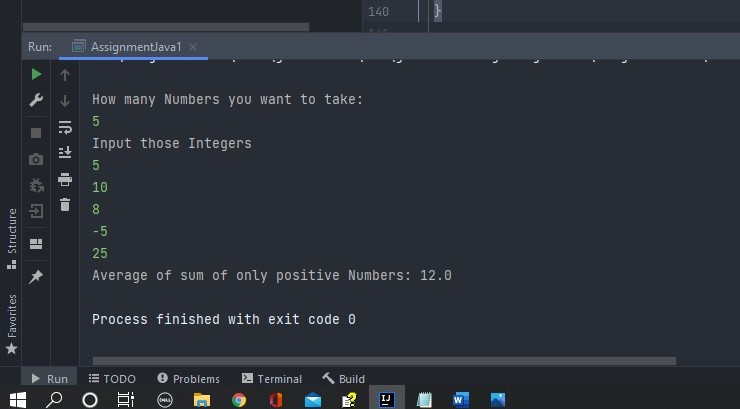 140 }
Run: AssignmentJava1
How many Numbers you want to take:
5
Input those Integers
5
10
8
-5
25
Average of sum of only positive Numbers: 12.0
Process finished with exit code 0
Structure
Favorites
Run TODO Problems Terminal Build
DELL IJ W